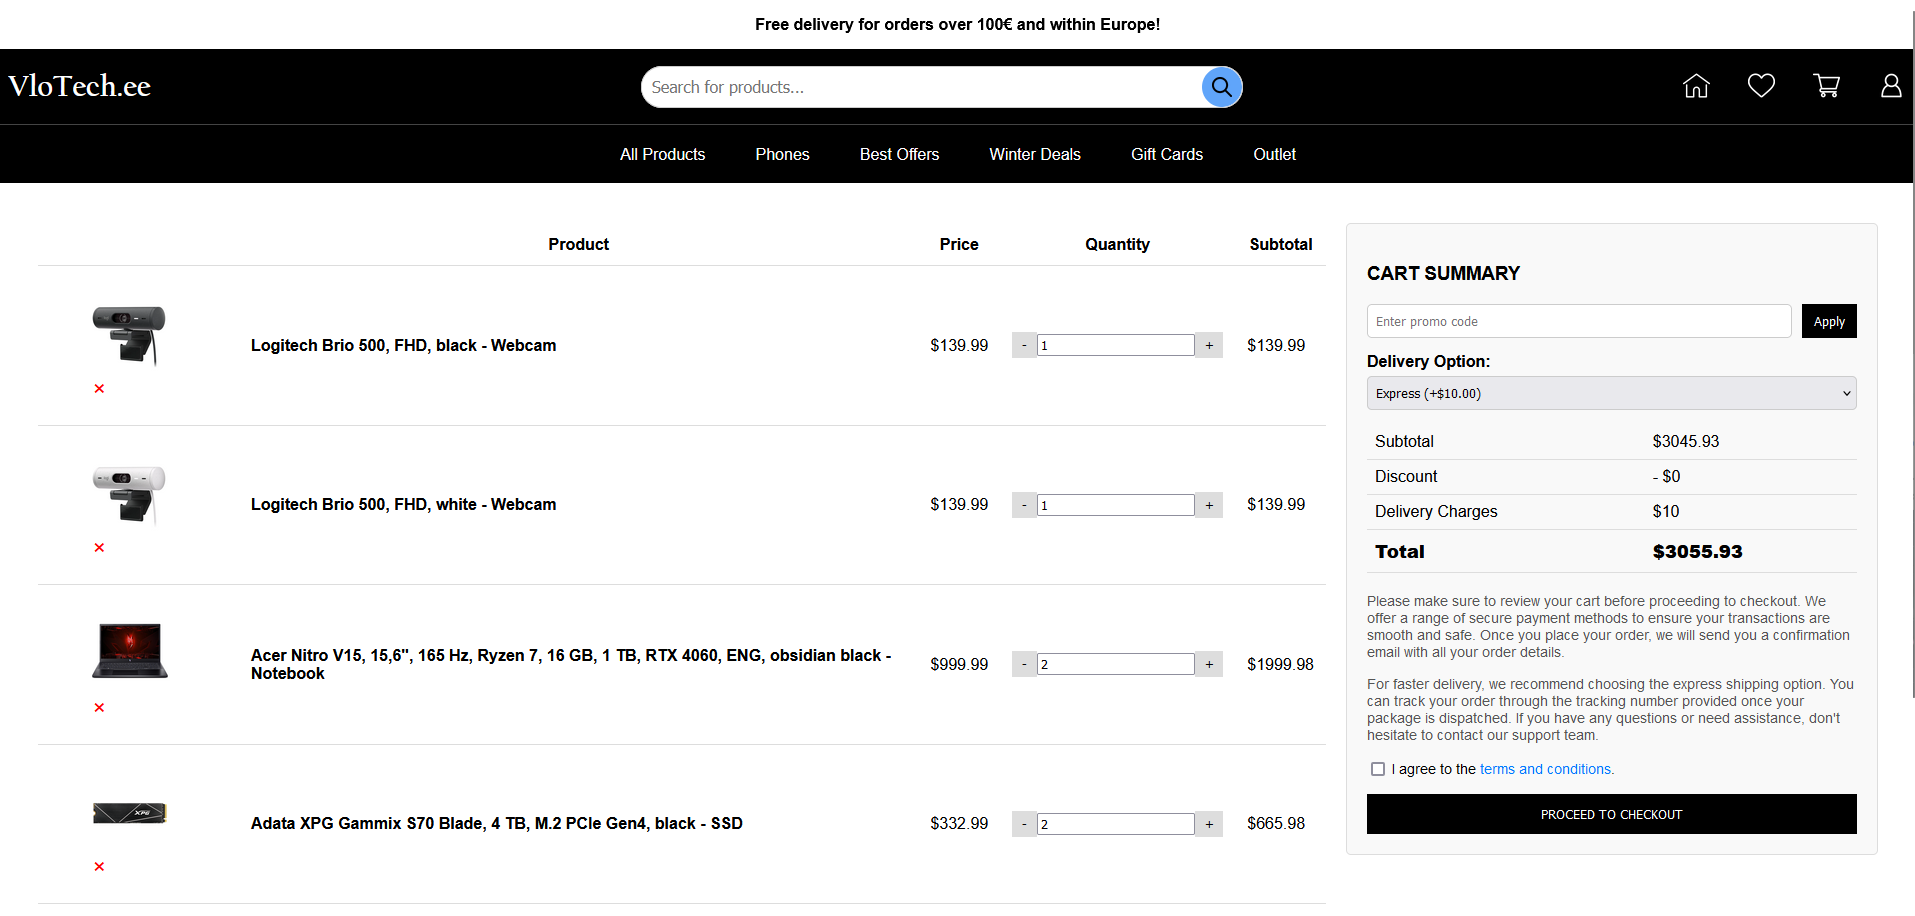 Free delivery for orders over 100€ and within Europe!
VloTech.ee
Search for products...
All Products Phones Best Offers Winter Deals Gift Cards Outlet
Product Price Quantity Subtotal
Logitech Brio 500, FHD, black - Webcam $139.99 - 1 + $139.99
Logitech Brio 500, FHD, white - Webcam $139.99 - 1 + $139.99
Acer Nitro V15, 15,6", 165 Hz, Ryzen 7, 16 GB, 1 TB, RTX 4060, ENG, obsidian black -
Notebook $999.99 - 2 + $1999.98
XPG
Adata XPG Gammix S70 Blade, 4 TB, M.2 PCIe Gen4, black - SSD $332.99 - 2 + $665.98
CART SUMMARY
Enter promo code Apply
Delivery Option:
Express (+$10.00)
Subtotal $3045.93
Discount - $0
Delivery Charges $10
Total $3055.93
Please make sure to review your cart before proceeding to checkout. We
offer a range of secure payment methods to ensure your transactions are
smooth and safe. Once you place your order, we will send you a confirmation
email with all your order details.
For faster delivery, we recommend choosing the express shipping option. You
can track your order through the tracking number provided once your
package is dispatched. If you have any questions or need assistance, don't
hesitate to contact our support team.
I agree to the terms and conditions.
PROCEED TO CHECKOUT